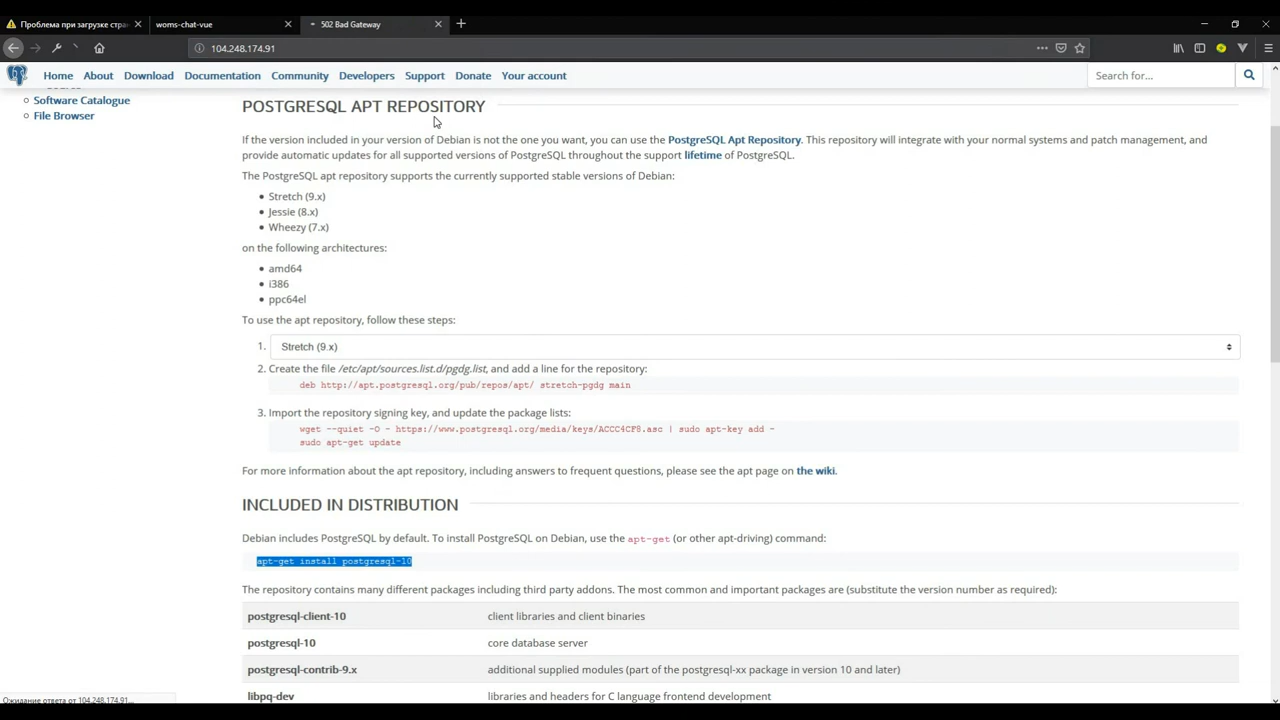 Проблема при загрузке стра
woms-chat-vue
502 Bad Gateway
104.248.174.91
Home About Download Documentation Community Developers Support Donate Your account
Search for...
Software Catalogue
File Browser
POSTGRESQL APT REPOSITORY
If the version included in your version of Debian is not the one you want, you can use the PostgreSQL Apt Repository. This repository will integrate with your normal systems and patch management, and
provide automatic updates for all supported versions of PostgreSQL throughout the support lifetime of PostgreSQL.
The PostgreSQL apt repository supports the currently supported stable versions of Debian:
Stretch (9.x)
Jessie (8.x)
Wheezy (7.x)
on the following architectures:
amd64
i386
ppc64el
To use the apt repository, follow these steps:
1. Stretch (9.x)
2. Create the file /etc/apt/sources.list.d/pgdg.list, and add a line for the repository:
deb http://apt.postgresql.org/pub/repos/apt/ stretch-pgdg main
3. Import the repository signing key, and update the package lists:
wget --quiet -O - https://www.postgresql.org/media/keys/ACCC4CF8.asc | sudo apt-key add -
sudo apt-get update
For more information about the apt repository, including answers to frequent questions, please see the apt page on the wiki.
INCLUDED IN DISTRIBUTION
Debian includes PostgreSQL by default. To install PostgreSQL on Debian, use the apt-get (or other apt-driving) command:
apt-get install postgresql-10
The repository contains many different packages including third party addons. The most common and important packages are (substitute the version number as required):
postgresql-client-10 client libraries and client binaries
postgresql-10 core database server
postgresql-contrib-9.x additional supplied modules (part of the postgresql-xx package in version 10 and later)
libpq-dev libraries and headers for C language frontend development
Ожидание ответа от 104.248.174.91...